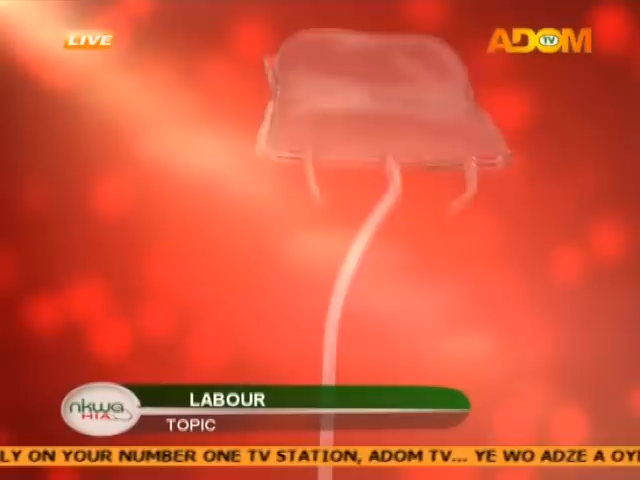 LIVE
ADOM TV
nkwa
HIA
LABOUR
TOPIC
LY ON YOUR NUMBER ONE TV STATION, ADOM TV... YE WO ADZE A OY